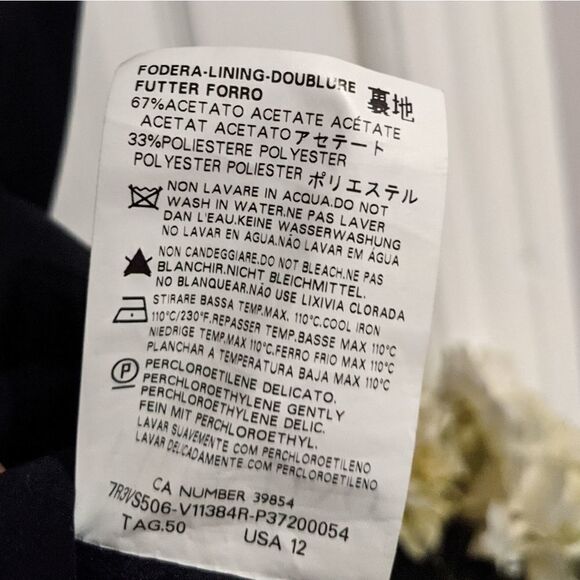 FODERA-LINING-DOUBLURE 裏地
FUTTER FORRO
67%ACETATO ACETATE ACÉTATE
ACETAT ACETATO アセテート
33%POLIESTERE POLYESTER
POLYESTER POLIESTER ポリエステル
NON LAVARE IN ACQUA.DO NOT
WASH IN WATER.NE PAS LAVER
DAN L'EAU.KEINE WASSERWASHUNG
NO LAVAR EN AGUA.NÃO LAVAR EM ÁGUA
NON CANDEGGIARE.DO NOT BLEACH.NE PAS
BLANCHIR.NICHT BLEICHMITTEL.
NO BLANQUEAR.NÃO USE LIXIVIA CLORADA
STIRARE BASSA TEMP.MAX. 110°C.COOL IRON
110°C/230°F.REPASSER TEMP.BASSE MAX 110°C
NIEDRIGE TEMP.MAX 110°C.FERRO FRIO MAX 110°C
PLANCHAR A TEMPERATURA BAJA MAX 110°C
P PERCLOROETILENE DELICATO.
PERCHLOROETHYLENE GENTLY
PERCHLOROETHYLENE DELIC.
FEIN MIT PERCHLOROETHYL.
LAVAR SUAVEMENTE COM PERCLOROETILENO
LAVAR DELICADAMENTE COM PERCLOROETILENO
CA NUMBER 39854
7R3VS506-V11384R-P37200054
TAG.50 USA 12